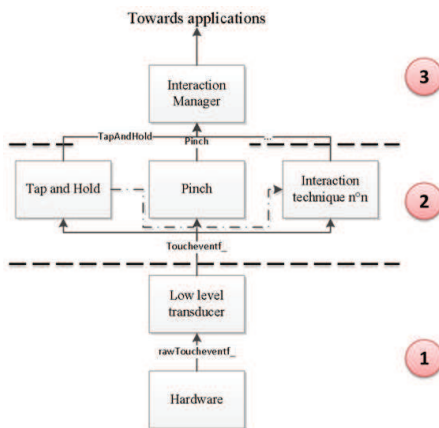 Towards applications
3
Interaction
Manager
TapAndHold
Pinch
...
Tap and Hold
Pinch
Interaction
technique n°n
2
Toucheventf_
Low level
transducer
rawToucheventf_
1
Hardware